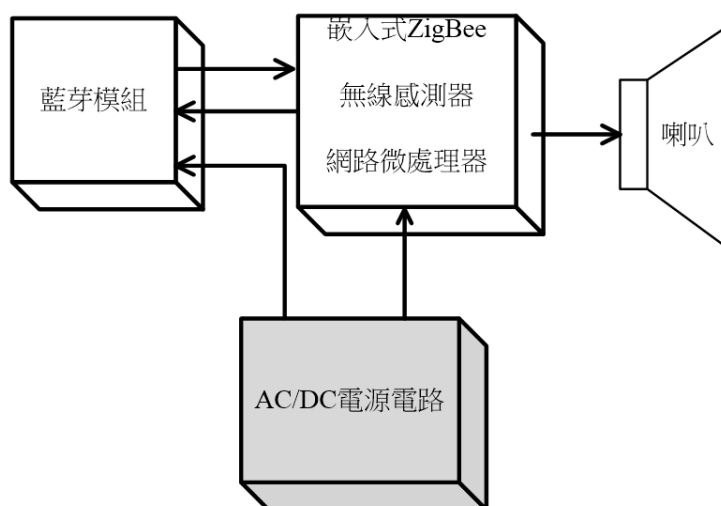 藍芽模組
嵌入式ZigBee
無線感測器
網路微處理器
喇叭
AC/DC電源電路